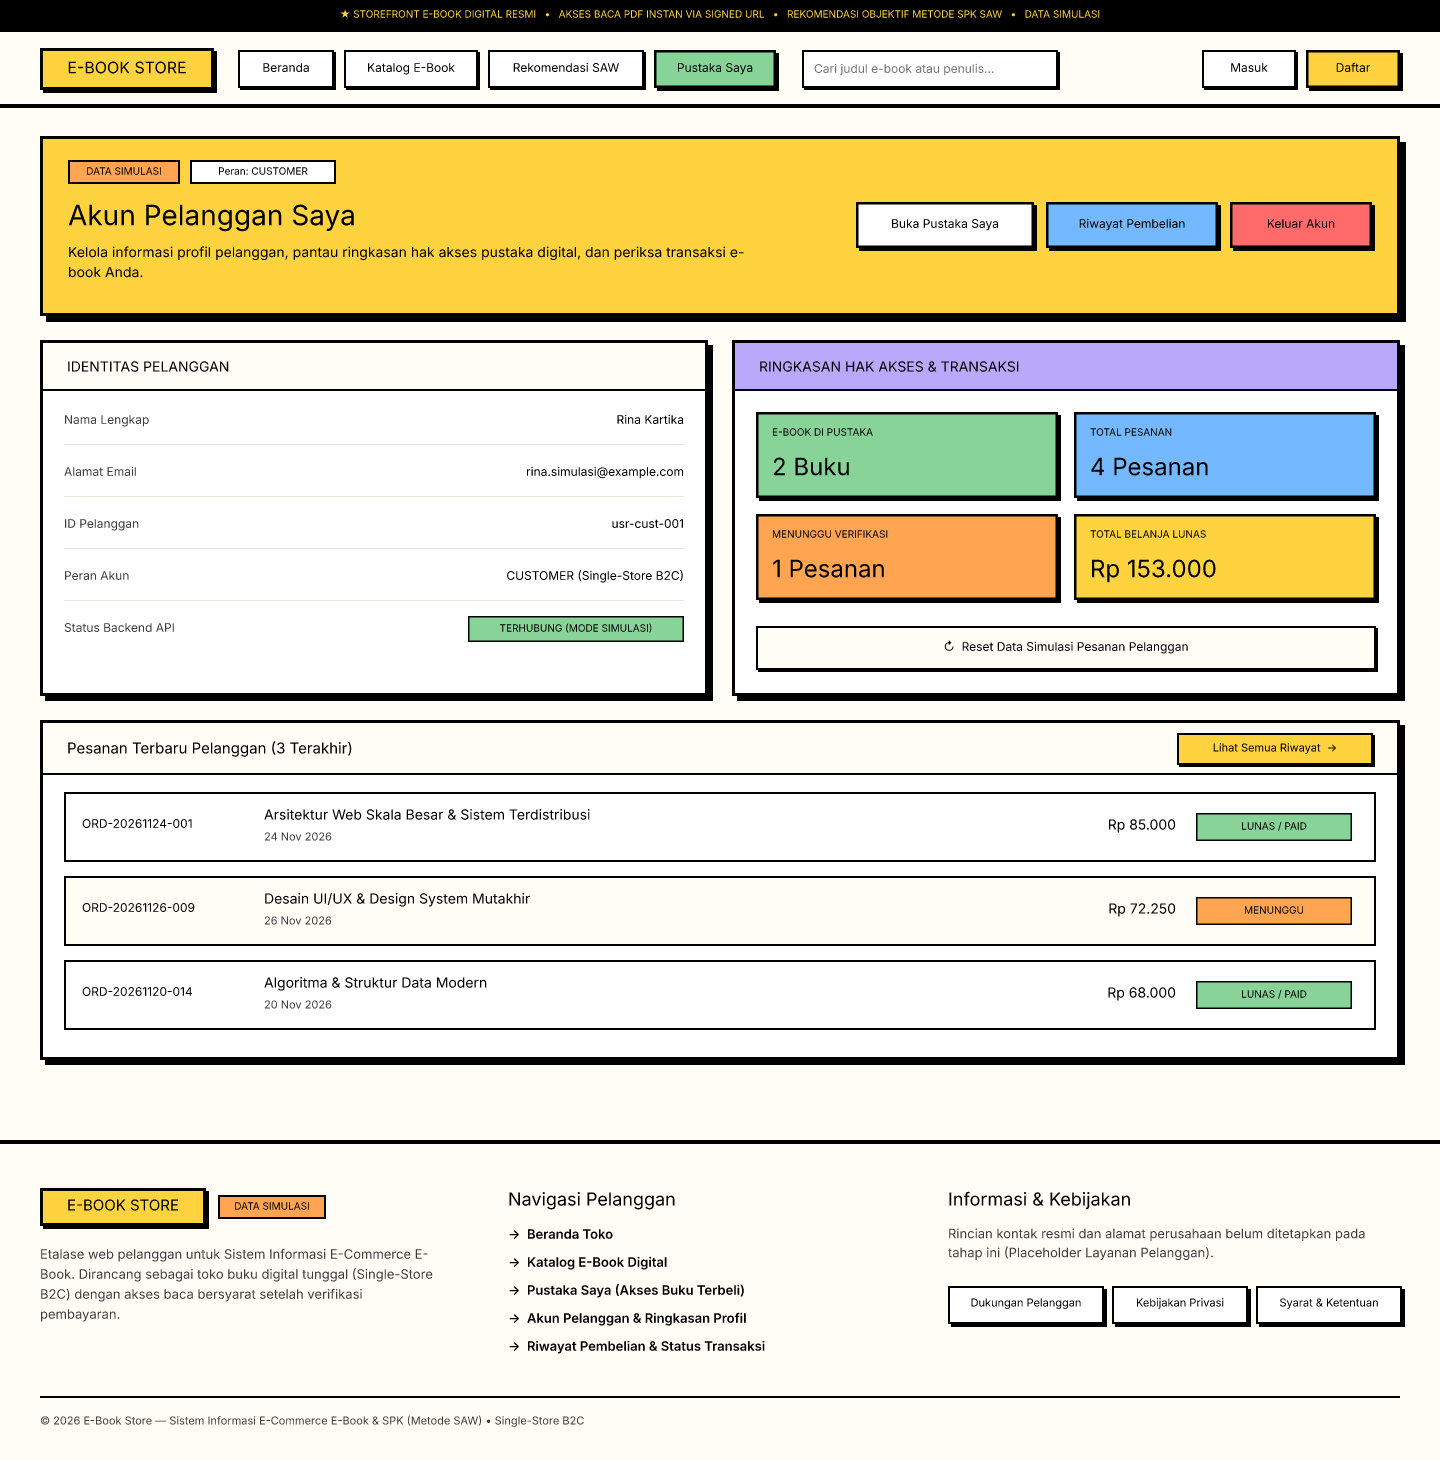 ★ STOREFRONT E-BOOK DIGITAL RESMI • AKSES BACA PDF INSTAN VIA SIGNED URL • REKOMENDASI OBJEKTIF METODE SPK SAW • DATA SIMULASI
E-BOOK STORE
Beranda
Katalog E-Book
Rekomendasi SAW
Pustaka Saya
Cari judul e-book atau penulis...
Masuk
Daftar
DATA SIMULASI
Peran: CUSTOMER
Akun Pelanggan Saya
Kelola informasi profil pelanggan, pantau ringkasan hak akses pustaka digital, dan periksa transaksi e-
book Anda.
Buka Pustaka Saya
Riwayat Pembelian
Keluar Akun
IDENTITAS PELANGGAN
Nama Lengkap
Rina Kartika
Alamat Email
rina.simulasi@example.com
ID Pelanggan
usr-cust-001
Peran Akun
CUSTOMER (Single-Store B2C)
Status Backend API
TERHUBUNG (MODE SIMULASI)
RINGKASAN HAK AKSES & TRANSAKSI
E-BOOK DI PUSTAKA
2 Buku
TOTAL PESANAN
4 Pesanan
MENUNGGU VERIFIKASI
1 Pesanan
TOTAL BELANJA LUNAS
Rp 153.000
↻ Reset Data Simulasi Pesanan Pelanggan
Pesanan Terbaru Pelanggan (3 Terakhir)
Lihat Semua Riwayat →
ORD-20261124-001
Arsitektur Web Skala Besar & Sistem Terdistribusi
24 Nov 2026
Rp 85.000
LUNAS / PAID
ORD-20261126-009
Desain UI/UX & Design System Mutakhir
26 Nov 2026
Rp 72.250
MENUNGGU
ORD-20261120-014
Algoritma & Struktur Data Modern
20 Nov 2026
Rp 68.000
LUNAS / PAID
E-BOOK STORE
DATA SIMULASI
Etalase web pelanggan untuk Sistem Informasi E-Commerce E-
Book. Dirancang sebagai toko buku digital tunggal (Single-Store
B2C) dengan akses baca bersyarat setelah verifikasi
pembayaran.
Navigasi Pelanggan
→ Beranda Toko
→ Katalog E-Book Digital
→ Pustaka Saya (Akses Buku Terbeli)
→ Akun Pelanggan & Ringkasan Profil
→ Riwayat Pembelian & Status Transaksi
Informasi & Kebijakan
Rincian kontak resmi dan alamat perusahaan belum ditetapkan pada
tahap ini (Placeholder Layanan Pelanggan).
Dukungan Pelanggan
Kebijakan Privasi
Syarat & Ketentuan
© 2026 E-Book Store — Sistem Informasi E-Commerce E-Book & SPK (Metode SAW) • Single-Store B2C